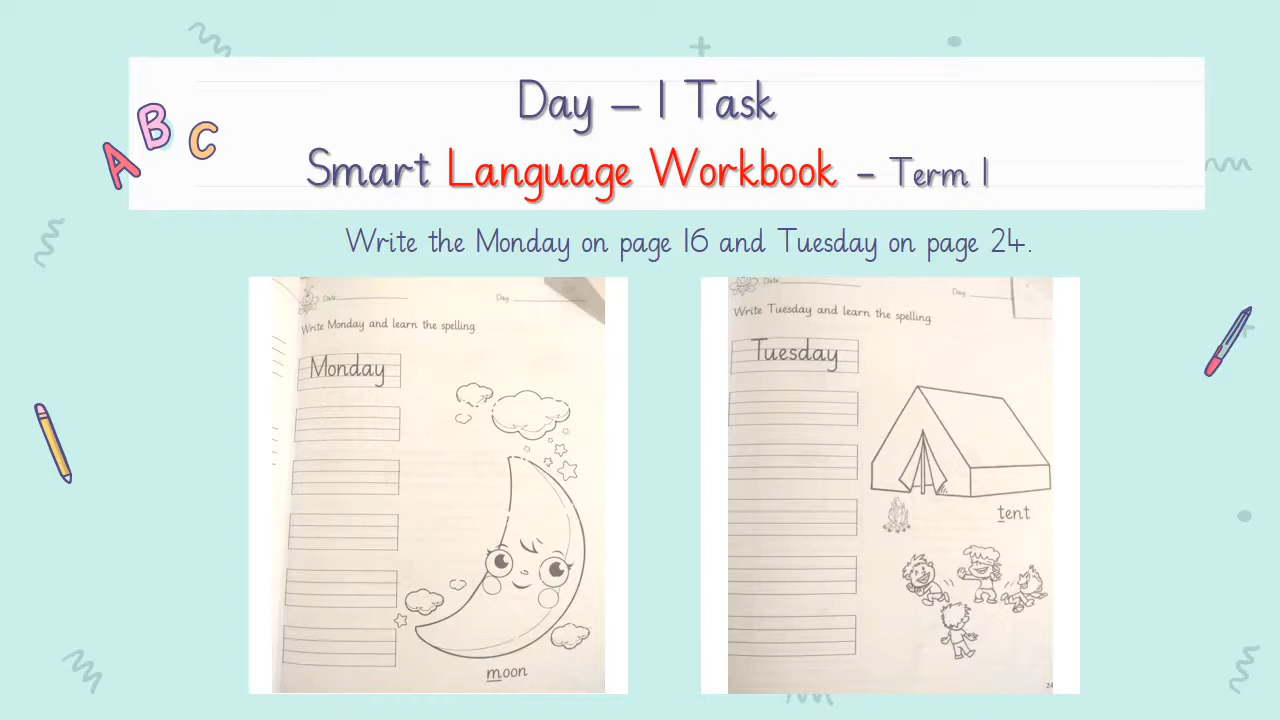 A B C
Day – 1 Task
Smart Language Workbook – Term 1
Write the Monday on page 16 and Tuesday on page 24.
Date
Day:
Write Monday and learn the spelling
Monday
moon
Date
Day:
Write Tuesday and learn the spelling
Tuesday
tent
24